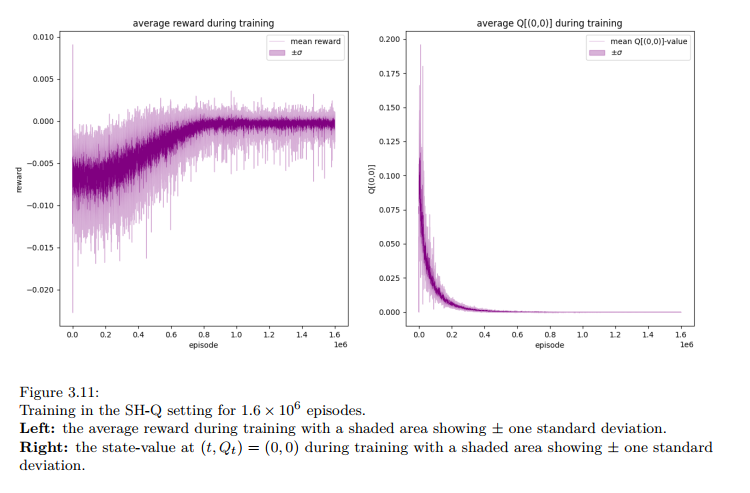 average reward during training
mean reward
±σ
0.010
0.005
0.000
−0.005
−0.010
−0.015
−0.020
reward
0.0 0.2 0.4 0.6 0.8 1.0 1.2 1.4 1.6
1e6
episode
average Q[(0,0)] during training
mean Q[(0,0)]-value
±σ
0.200
0.175
0.150
0.125
0.100
0.075
0.050
0.025
0.000
Q[(0,0)]
0.0 0.2 0.4 0.6 0.8 1.0 1.2 1.4 1.6
1e6
episode
Figure 3.11:
Training in the SH-Q setting for 1.6 × 10⁶ episodes.
Left: the average reward during training with a shaded area showing ± one standard deviation.
Right: the state-value at (t, Qₜ) = (0, 0) during training with a shaded area showing ± one standard
deviation.